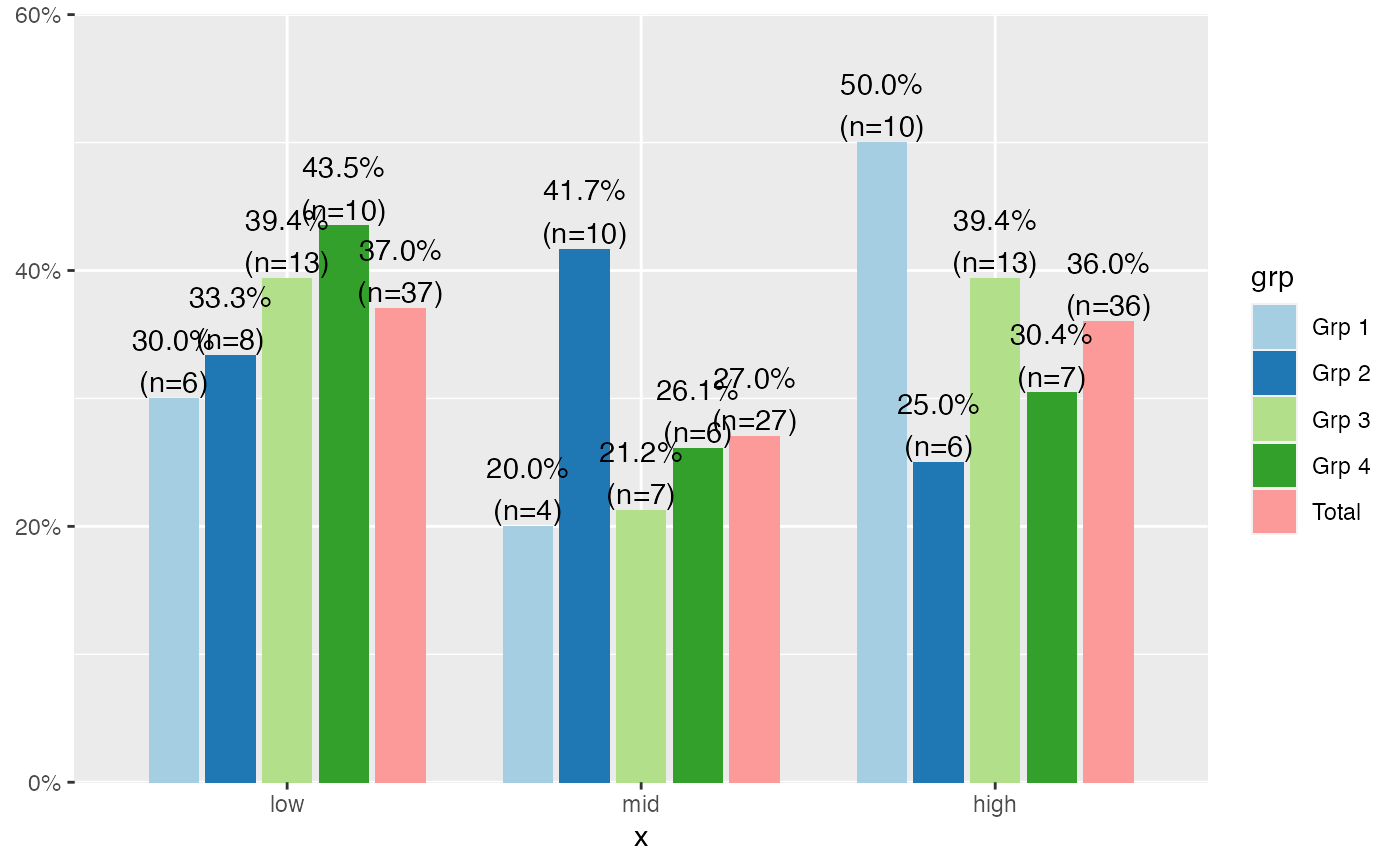 60%
40%
20%
0%
30.0%
(n=6)
33.3%
(n=8)
39.4%
(n=13)
43.5%
(n=10)
37.0%
(n=37)
20.0%
(n=4)
41.7%
(n=10)
21.2%
(n=7)
26.1%
(n=6)
27.0%
(n=27)
50.0%
(n=10)
25.0%
(n=6)
39.4%
(n=13)
30.4%
(n=7)
36.0%
(n=36)
low
mid
high
x
grp
Grp 1
Grp 2
Grp 3
Grp 4
Total